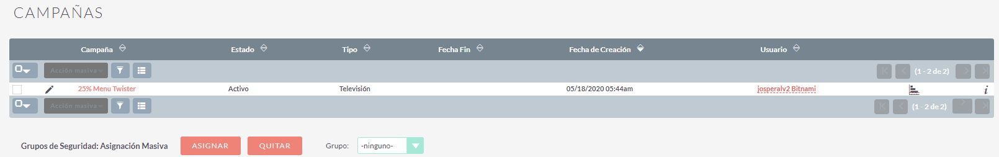 CAMPAÑAS
Campaña Estado Tipo Fecha Fin Fecha de Creación Usuario
Acción masiva (1 - 2 de 2)
25% Menu Twister Activo Televisión 05/18/2020 05:44am josperalv2 Bitnami i
Acción masiva (1 - 2 de 2)
Grupos de Seguridad: Asignación Masiva ASIGNAR QUITAR Grupo: -ninguno-